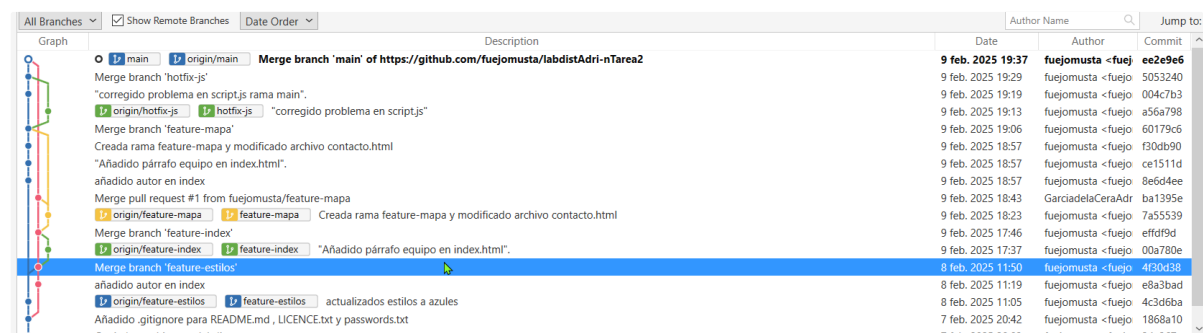 All Branches Show Remote Branches Date Order Author Name Jump to:
Graph Description Date Author Commit
main origin/main Merge branch 'main' of https://github.com/fuejomusta/labdistAdri-nTarea2 9 feb. 2025 19:37 fuejomusta <fuej ee2e9e6
Merge branch 'hotfix-js' 9 feb. 2025 19:29 fuejomusta <fuejo 5053240
"corregido problema en script.js rama main". 9 feb. 2025 19:19 fuejomusta <fuejo 004c7b3
origin/hotfix-js hotfix-js "corregido problema en script.js" 9 feb. 2025 19:13 fuejomusta <fuejo a56a798
Merge branch 'feature-mapa' 9 feb. 2025 19:06 fuejomusta <fuejo 60179c6
Creada rama feature-mapa y modificado archivo contacto.html 9 feb. 2025 18:57 fuejomusta <fuejo f30db90
"Añadido párrafo equipo en index.html". 9 feb. 2025 18:57 fuejomusta <fuejo ce1511d
añadido autor en index 9 feb. 2025 18:57 fuejomusta <fuejo 8e6d4ee
Merge pull request #1 from fuejomusta/feature-mapa 9 feb. 2025 18:43 GarciadelaCeraAdr ba1395e
origin/feature-mapa feature-mapa Creada rama feature-mapa y modificado archivo contacto.html 9 feb. 2025 18:23 fuejomusta <fuejo 7a55539
Merge branch 'feature-index' 9 feb. 2025 17:46 fuejomusta <fuejo effdf9d
origin/feature-index feature-index "Añadido párrafo equipo en index.html". 9 feb. 2025 17:37 fuejomusta <fuejo 00a780e
Merge branch 'feature-estilos' 8 feb. 2025 11:50 fuejomusta <fuejo 4f30d38
añadido autor en index 8 feb. 2025 11:19 fuejomusta <fuejo e8a3bad
origin/feature-estilos feature-estilos actualizados estilos a azules 8 feb. 2025 11:05 fuejomusta <fuejo 4c3d6ba
Añadido .gitignore para README.md , LICENCE.txt y passwords.txt 7 feb. 2025 20:42 fuejomusta <fuejo 1868a10